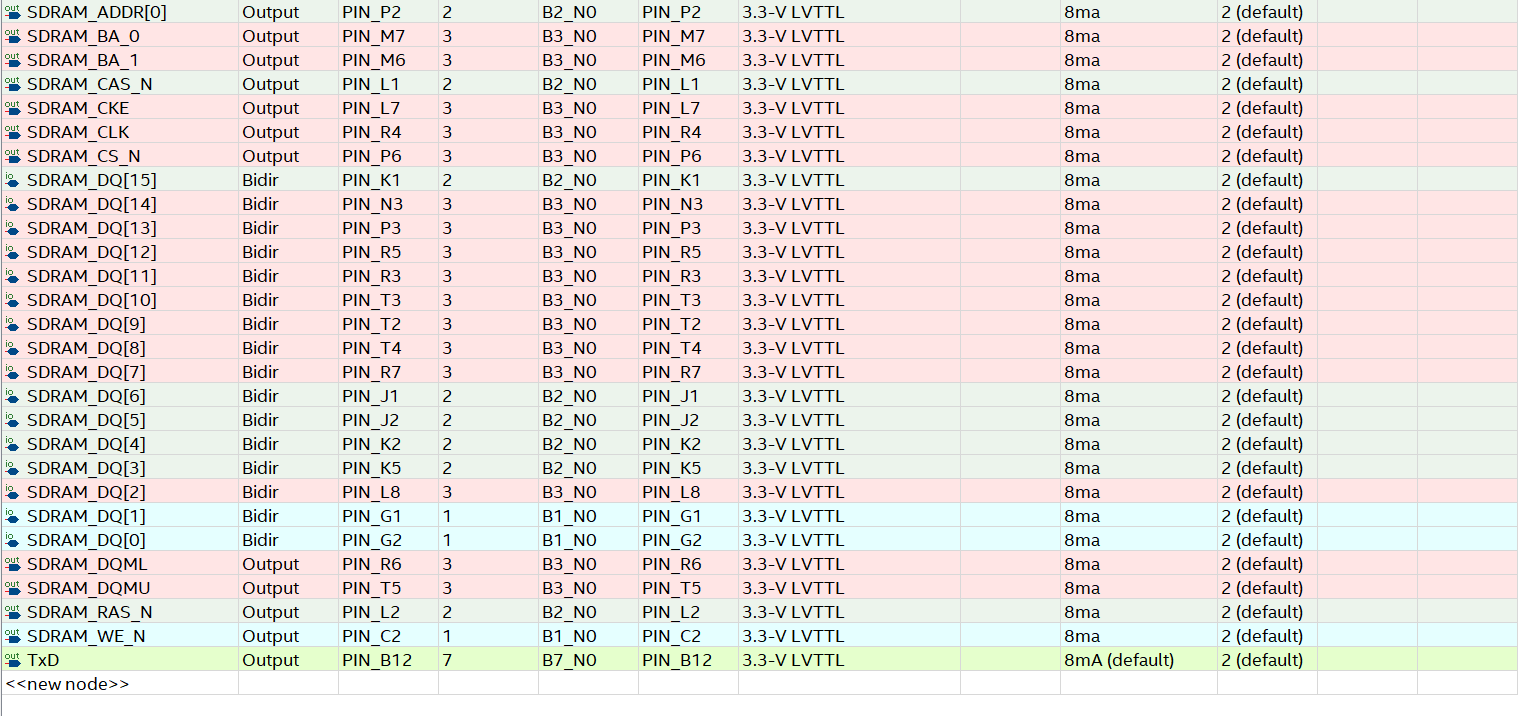 out SDRAM_ADDR[0] Output PIN_P2 2 B2_N0 PIN_P2 3.3-V LVTTL 8ma 2 (default)
out SDRAM_BA_0 Output PIN_M7 3 B3_N0 PIN_M7 3.3-V LVTTL 8ma 2 (default)
out SDRAM_BA_1 Output PIN_M6 3 B3_N0 PIN_M6 3.3-V LVTTL 8ma 2 (default)
out SDRAM_CAS_N Output PIN_L1 2 B2_N0 PIN_L1 3.3-V LVTTL 8ma 2 (default)
out SDRAM_CKE Output PIN_L7 3 B3_N0 PIN_L7 3.3-V LVTTL 8ma 2 (default)
out SDRAM_CLK Output PIN_R4 3 B3_N0 PIN_R4 3.3-V LVTTL 8ma 2 (default)
out SDRAM_CS_N Output PIN_P6 3 B3_N0 PIN_P6 3.3-V LVTTL 8ma 2 (default)
io SDRAM_DQ[15] Bidir PIN_K1 2 B2_N0 PIN_K1 3.3-V LVTTL 8ma 2 (default)
io SDRAM_DQ[14] Bidir PIN_N3 3 B3_N0 PIN_N3 3.3-V LVTTL 8ma 2 (default)
io SDRAM_DQ[13] Bidir PIN_P3 3 B3_N0 PIN_P3 3.3-V LVTTL 8ma 2 (default)
io SDRAM_DQ[12] Bidir PIN_R5 3 B3_N0 PIN_R5 3.3-V LVTTL 8ma 2 (default)
io SDRAM_DQ[11] Bidir PIN_R3 3 B3_N0 PIN_R3 3.3-V LVTTL 8ma 2 (default)
io SDRAM_DQ[10] Bidir PIN_T3 3 B3_N0 PIN_T3 3.3-V LVTTL 8ma 2 (default)
io SDRAM_DQ[9] Bidir PIN_T2 3 B3_N0 PIN_T2 3.3-V LVTTL 8ma 2 (default)
io SDRAM_DQ[8] Bidir PIN_T4 3 B3_N0 PIN_T4 3.3-V LVTTL 8ma 2 (default)
io SDRAM_DQ[7] Bidir PIN_R7 3 B3_N0 PIN_R7 3.3-V LVTTL 8ma 2 (default)
io SDRAM_DQ[6] Bidir PIN_J1 2 B2_N0 PIN_J1 3.3-V LVTTL 8ma 2 (default)
io SDRAM_DQ[5] Bidir PIN_J2 2 B2_N0 PIN_J2 3.3-V LVTTL 8ma 2 (default)
io SDRAM_DQ[4] Bidir PIN_K2 2 B2_N0 PIN_K2 3.3-V LVTTL 8ma 2 (default)
io SDRAM_DQ[3] Bidir PIN_K5 2 B2_N0 PIN_K5 3.3-V LVTTL 8ma 2 (default)
io SDRAM_DQ[2] Bidir PIN_L8 3 B3_N0 PIN_L8 3.3-V LVTTL 8ma 2 (default)
io SDRAM_DQ[1] Bidir PIN_G1 1 B1_N0 PIN_G1 3.3-V LVTTL 8ma 2 (default)
io SDRAM_DQ[0] Bidir PIN_G2 1 B1_N0 PIN_G2 3.3-V LVTTL 8ma 2 (default)
out SDRAM_DQML Output PIN_R6 3 B3_N0 PIN_R6 3.3-V LVTTL 8ma 2 (default)
out SDRAM_DQMU Output PIN_T5 3 B3_N0 PIN_T5 3.3-V LVTTL 8ma 2 (default)
out SDRAM_RAS_N Output PIN_L2 2 B2_N0 PIN_L2 3.3-V LVTTL 8ma 2 (default)
out SDRAM_WE_N Output PIN_C2 1 B1_N0 PIN_C2 3.3-V LVTTL 8ma 2 (default)
out TxD Output PIN_B12 7 B7_N0 PIN_B12 3.3-V LVTTL 8mA (default) 2 (default)
<<new node>>